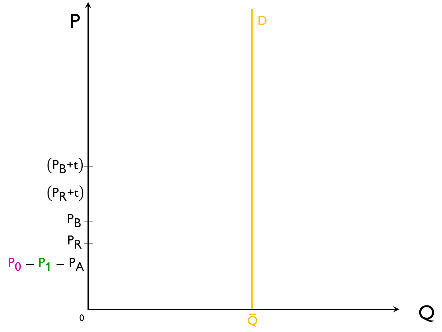 P
D
(P_B+t)
(P_R+t)
P_B
P_R
P_0 – P_1 – P_A
0
Q̄
Q